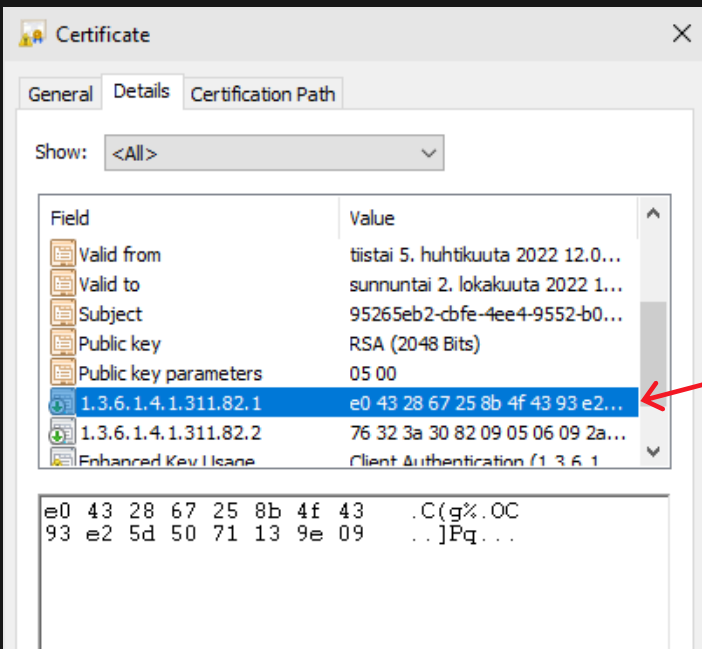 Certificate
General Details Certification Path
Show: <All>
Field Value
Valid from tiistai 5. huhtikuuta 2022 12.0...
Valid to sunnuntai 2. lokakuuta 2022 1...
Subject 95265eb2-cbfe-4ee4-9552-b0...
Public key RSA (2048 Bits)
Public key parameters 05 00
1.3.6.1.4.1.311.82.1 e0 43 28 67 25 8b 4f 43 93 e2...
1.3.6.1.4.1.311.82.2 76 32 3a 30 82 09 05 06 09 2a...
Enhanced Key Usage Client Authentication (1.3.6.1
e0 43 28 67 25 8b 4f 43 .C(g%.OC
93 e2 5d 50 71 13 9e 09 ..]Pq...